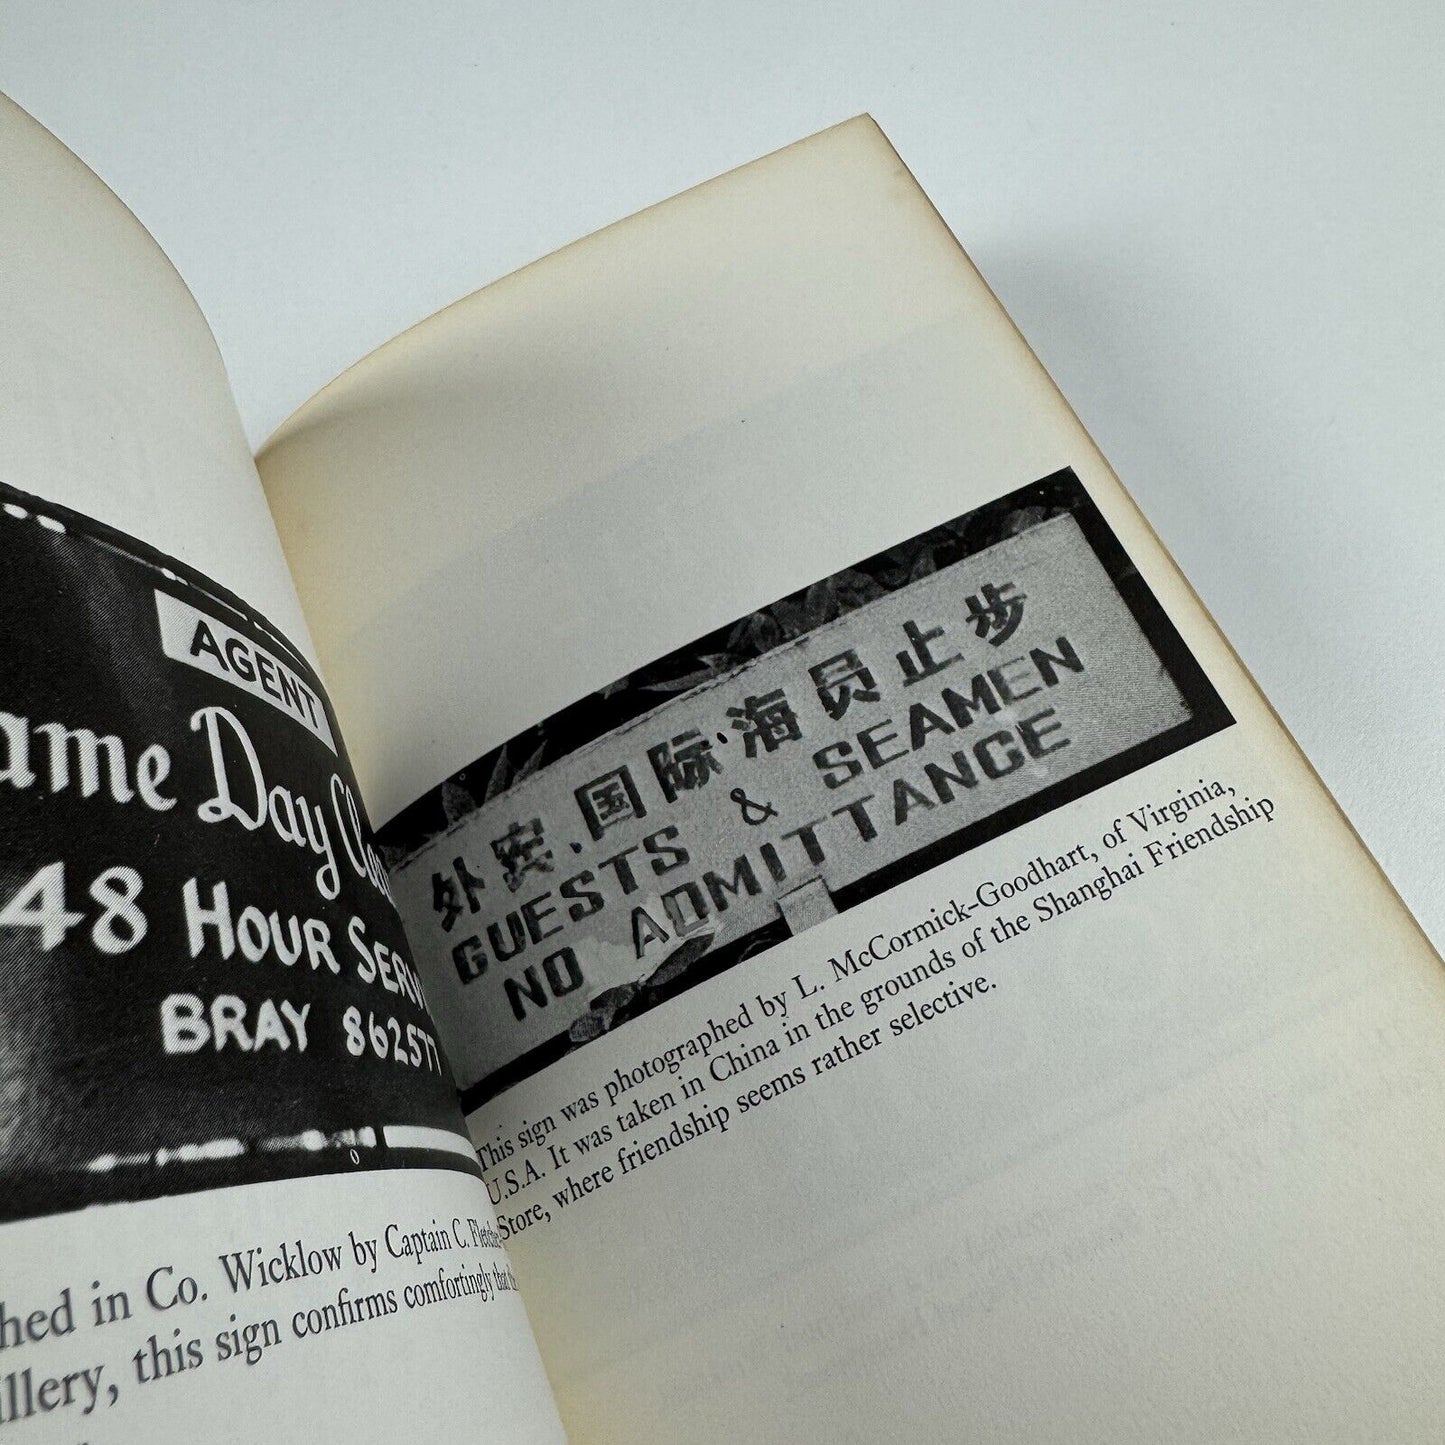 AGENT
ame Day
48 HOUR
BRAY 862577
hed in Co. Wicklow by Captain C.
illery, this sign confirms comfortingly that
外宾.国际.海员止步
GUESTS & SEAMEN
NO ADMITTANCE
This sign was photographed by L. McCormick-Goodhart, of Virginia,
U.S.A. It was taken in China in the grounds of the Shanghai Friendship
Store, where friendship seems rather selective.